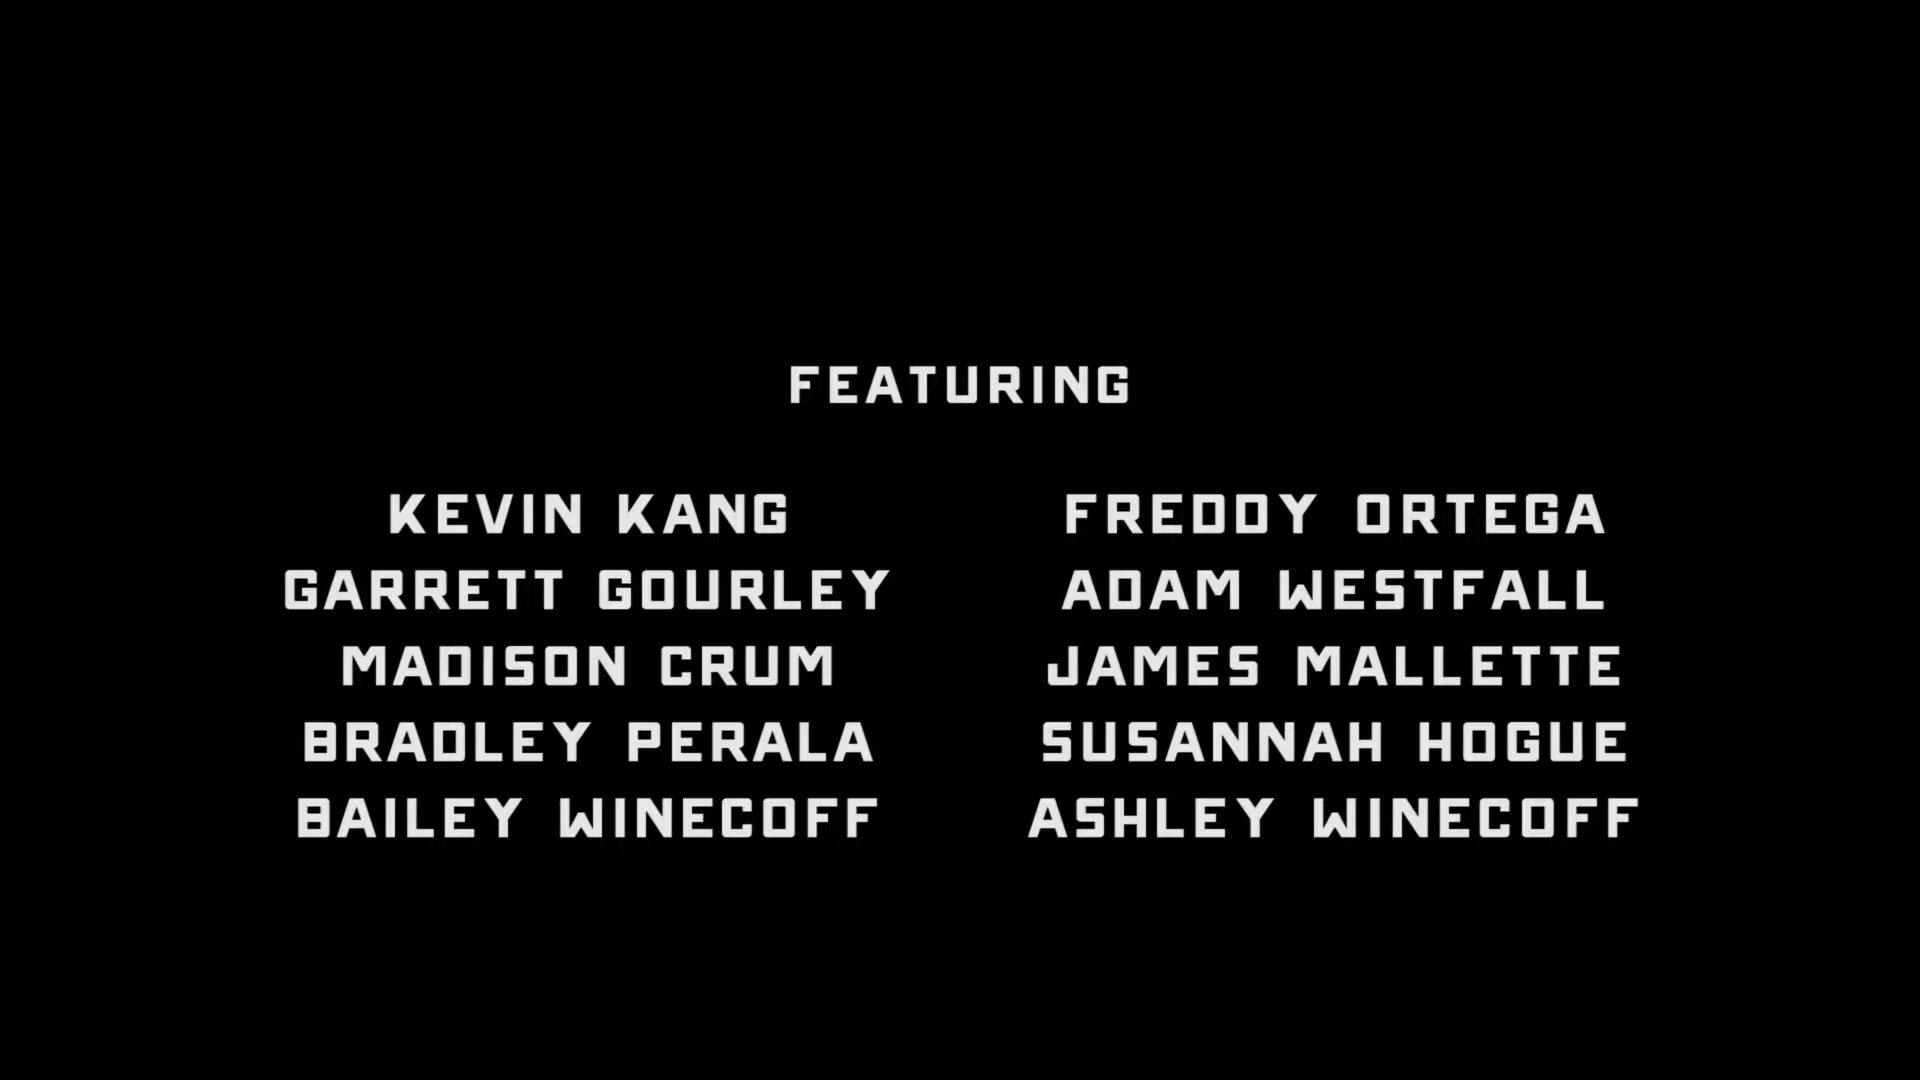 FEATURING
KEVIN KANG
GARRETT GOURLEY
MADISON CRUM
BRADLEY PERALA
BAILEY WINECOFF
FREDDY ORTEGA
ADAM WESTFALL
JAMES MALLETTE
SUSANNAH HOGUE
ASHLEY WINECOFF